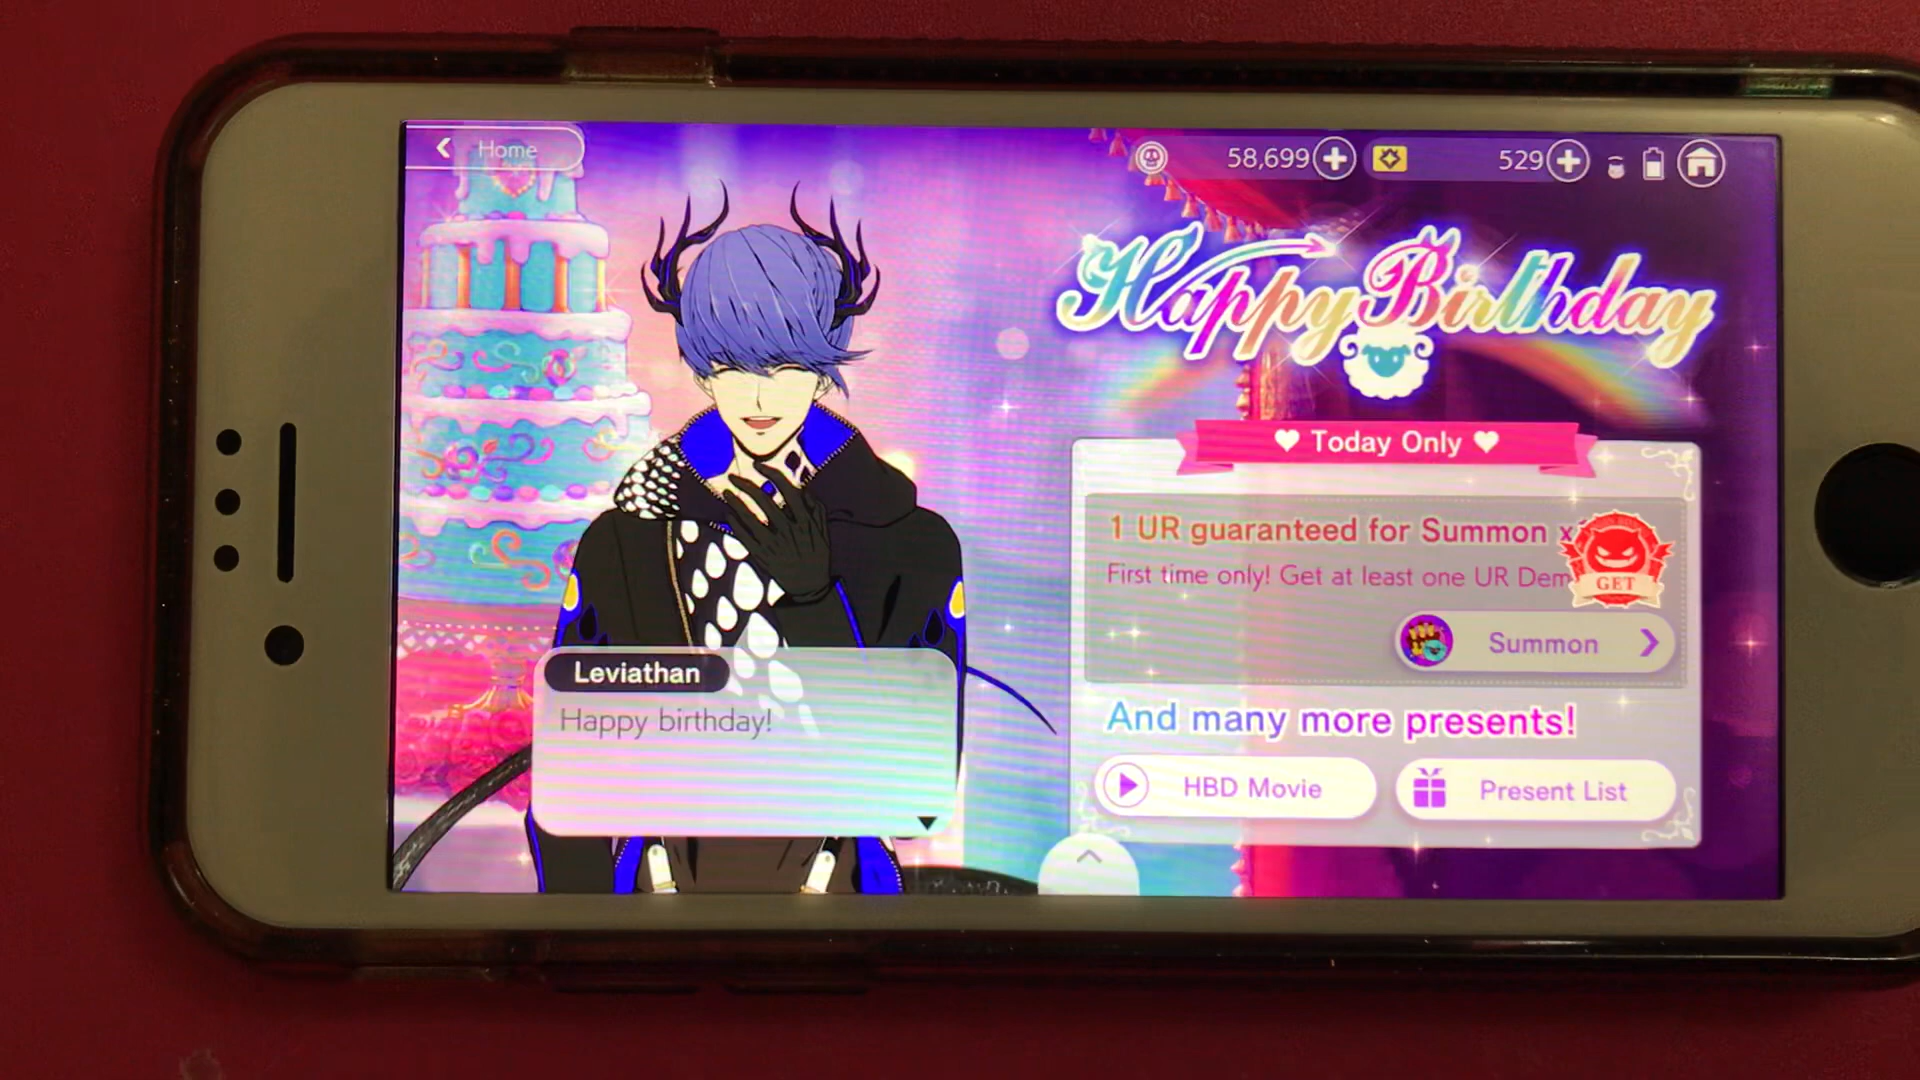 Home
58,699
529
Happy Birthday
Today Only
1 UR guaranteed for Summon
First time only! Get at least one UR
GET
Summon
Leviathan
Happy birthday!
And many more presents!
HBD Movie
Present List